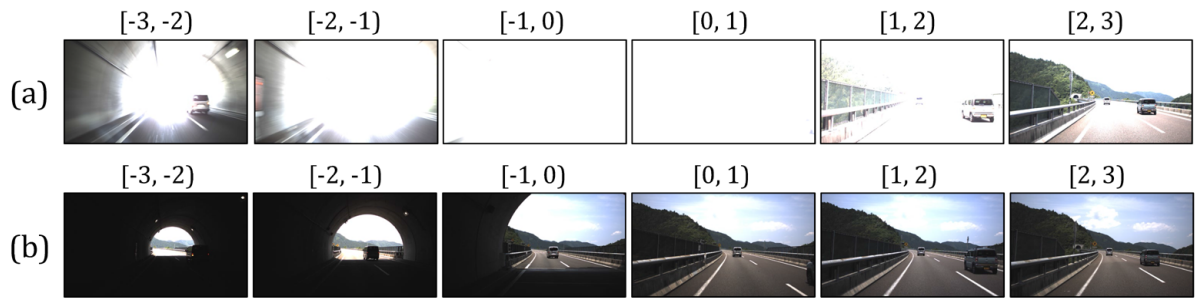 [-3, -2) [-2, -1) [-1, 0) [0, 1) [1, 2) [2, 3)
(a)
[-3, -2) [-2, -1) [-1, 0) [0, 1) [1, 2) [2, 3)
(b)